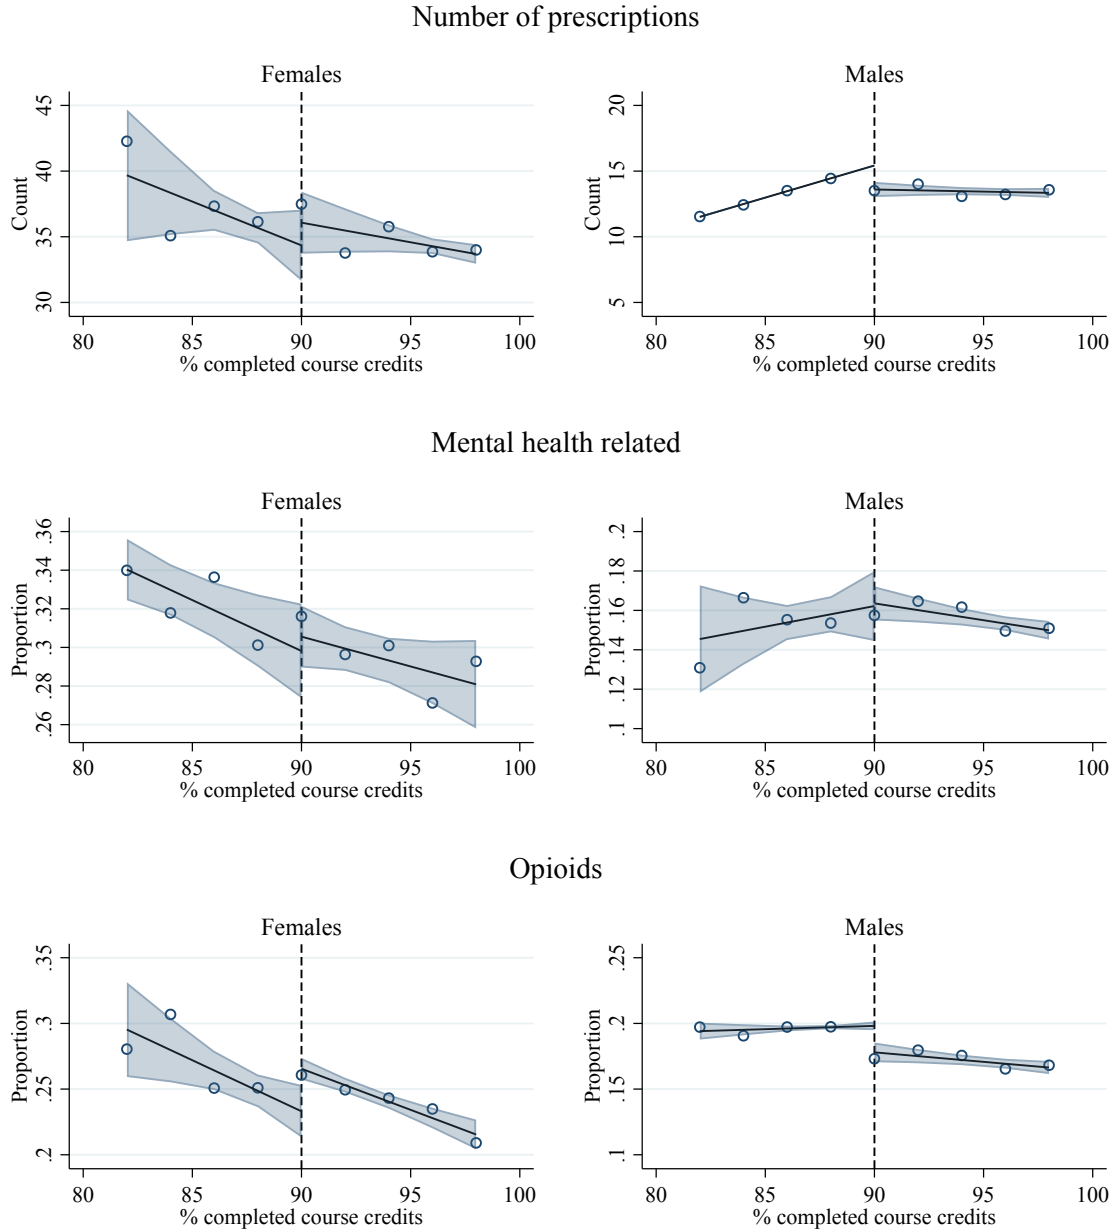 Number of prescriptions
Females
Count
45
40
35
30
80 85 90 95 100
% completed course credits
Males
Count
20
15
10
5
80 85 90 95 100
% completed course credits
Mental health related
Females
Proportion
.36
.34
.32
.3
.28
.26
80 85 90 95 100
% completed course credits
Males
Proportion
.2
.18
.16
.14
.12
.1
80 85 90 95 100
% completed course credits
Opioids
Females
Proportion
.35
.3
.25
.2
80 85 90 95 100
% completed course credits
Males
Proportion
.25
.2
.15
.1
80 85 90 95 100
% completed course credits